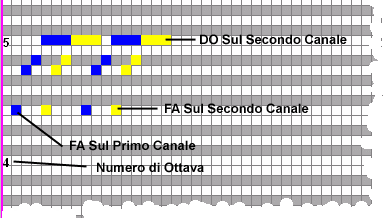 5
DO Sul Secondo Canale
FA Sul Secondo Canale
FA Sul Primo Canale
4
Numero di Ottava